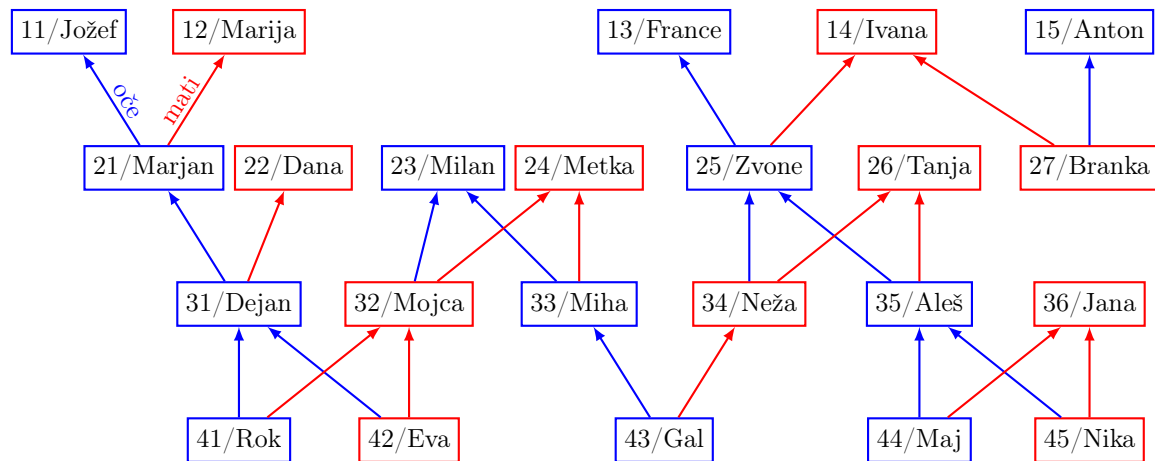 11/Jožef 12/Marija 13/France 14/Ivana 15/Anton
oče mati
21/Marjan 22/Dana 23/Milan 24/Metka 25/Zvone 26/Tanja 27/Branka
31/Dejan 32/Mojca 33/Miha 34/Neža 35/Aleš 36/Jana
41/Rok 42/Eva 43/Gal 44/Maj 45/Nika